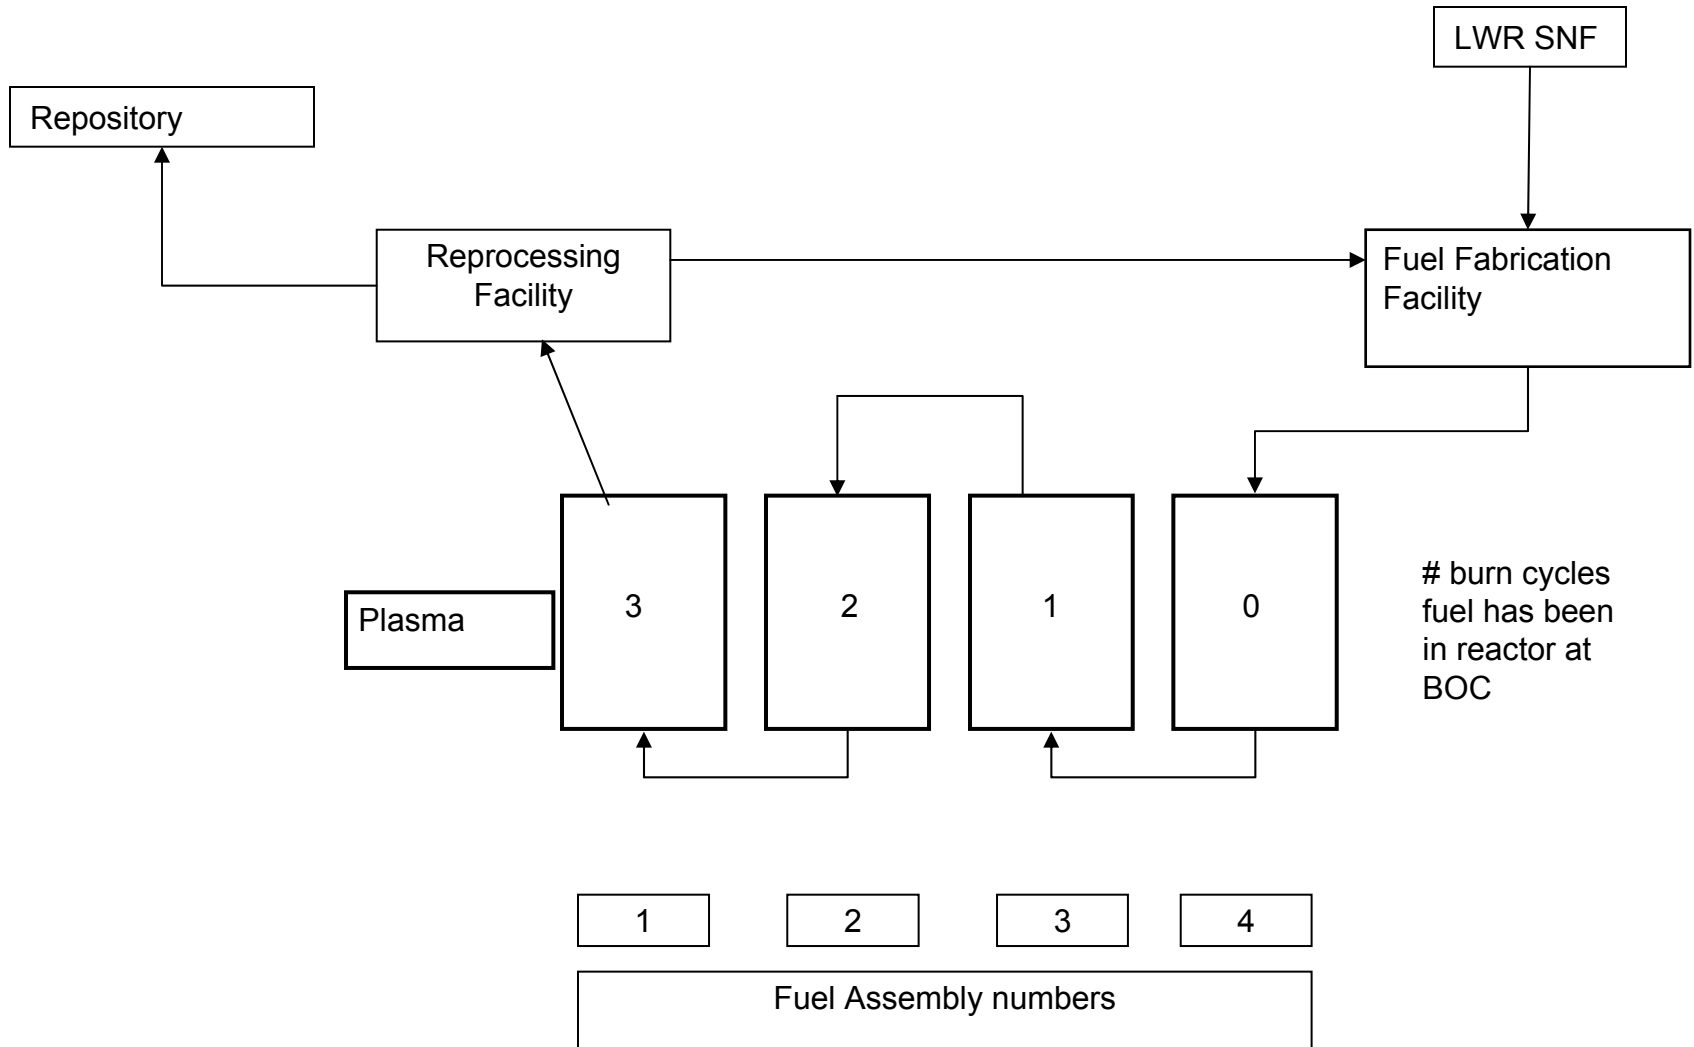 LWR SNF
Repository
Reprocessing
Facility
Fuel Fabrication
Facility
Plasma
3
2
1
0
# burn cycles
fuel has been
in reactor at
BOC
1
2
3
4
Fuel Assembly numbers